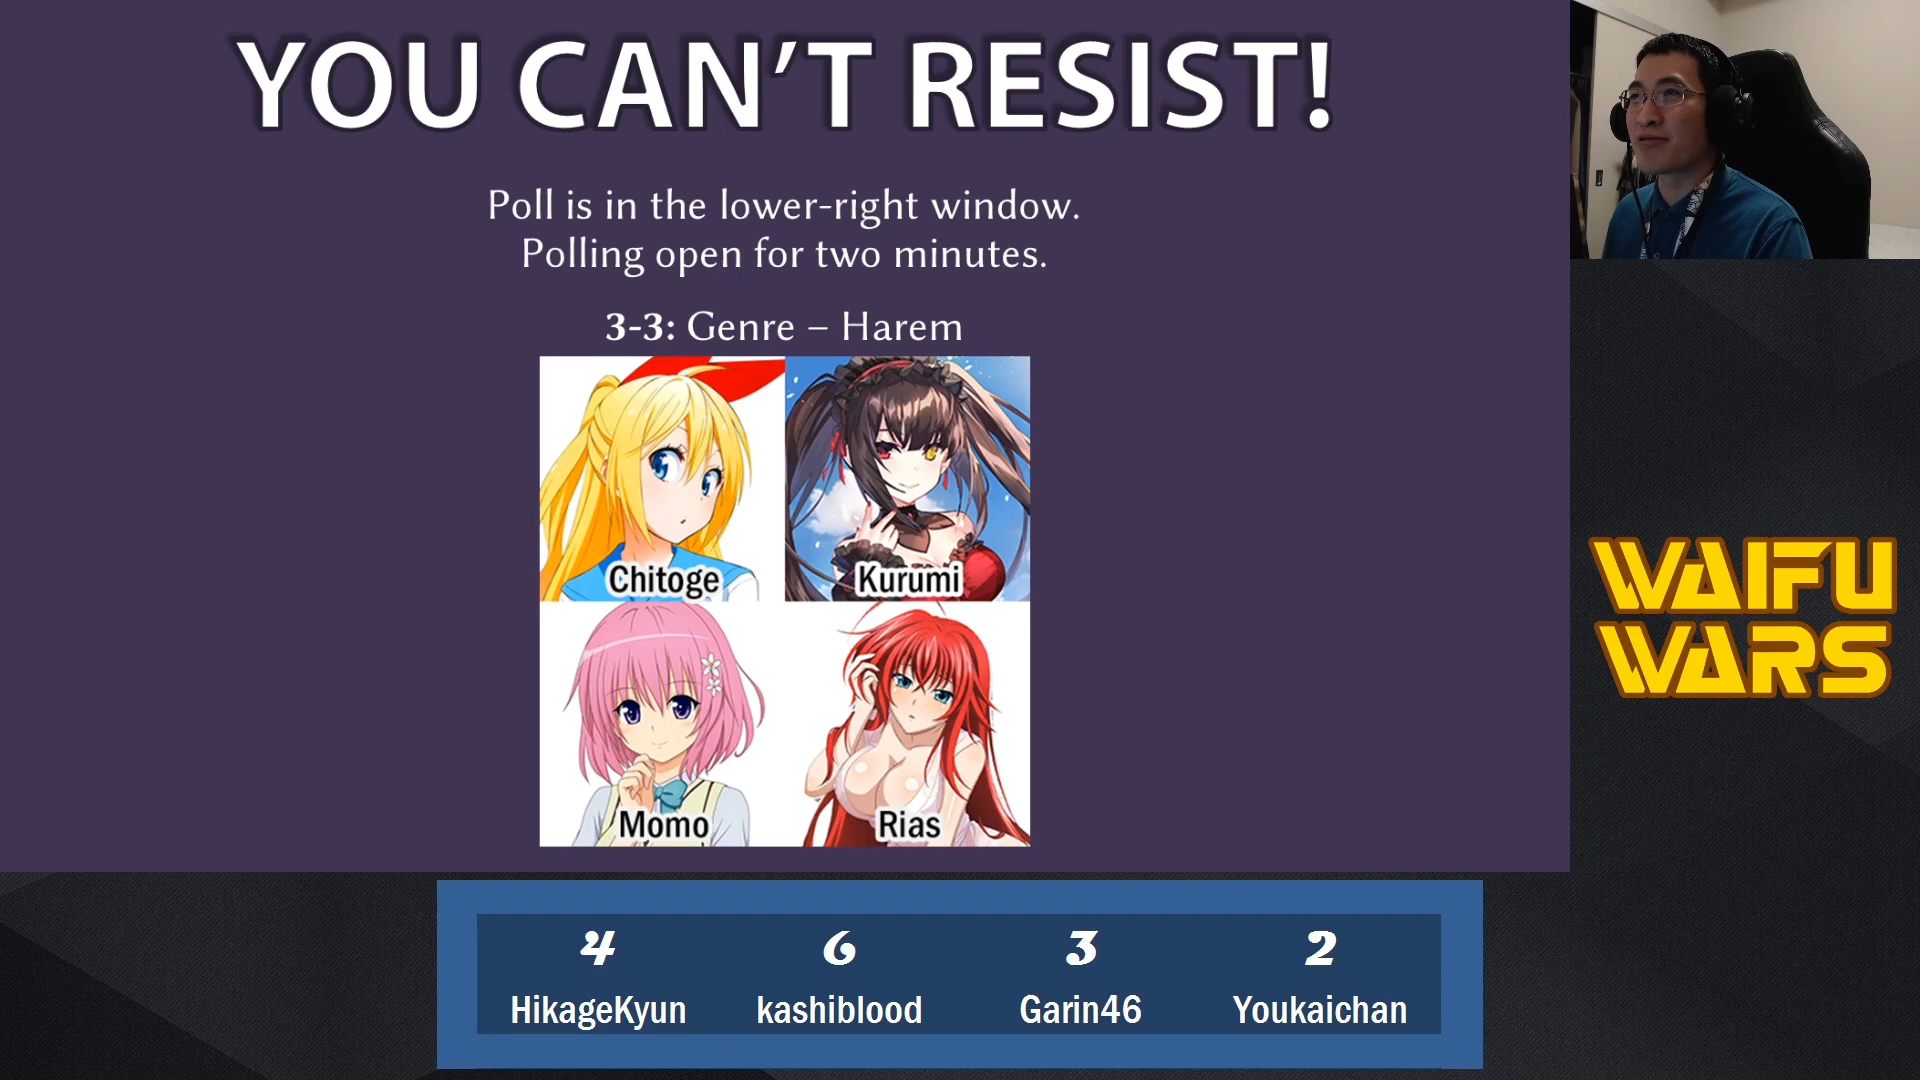 YOU CAN'T RESIST!
Poll is in the lower-right window.
Polling open for two minutes.
3-3: Genre – Harem
Chitoge
Kurumi
Momo
Rias
WAIFU
WARS
4 6 3 2
HikageKyun kashiblood Garin46 Youkaichan